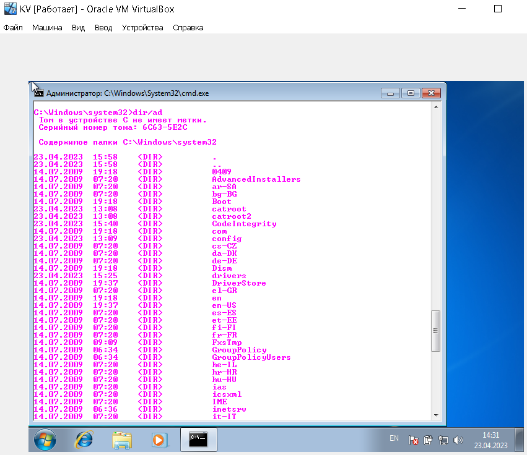 KV [Работает] - Oracle VM VirtualBox
Файл Машина Вид Ввод Устройства Справка
Администратор: C:\Windows\System32\cmd.exe
C:\Windows\system32>dir/ad
Том в устройстве C не имеет метки.
Серийный номер тома: 6C63-5E2C
Содержимое папки C:\Windows\system32
23.04.2023 15:58 <DIR> .
23.04.2023 15:58 <DIR> ..
14.07.2009 19:18 <DIR> 0409
14.07.2009 07:20 <DIR> AdvancedInstallers
14.07.2009 07:20 <DIR> ar-SA
14.07.2009 07:20 <DIR> bg-BG
14.07.2009 19:18 <DIR> Boot
23.04.2023 13:08 <DIR> catroot
23.04.2023 13:08 <DIR> catroot2
23.04.2023 15:40 <DIR> CodeIntegrity
14.07.2009 19:18 <DIR> com
23.04.2023 13:09 <DIR> config
14.07.2009 07:20 <DIR> cs-CZ
14.07.2009 07:20 <DIR> da-DK
14.07.2009 07:20 <DIR> de-DE
14.07.2009 19:18 <DIR> Dism
23.04.2023 15:25 <DIR> drivers
14.07.2009 19:37 <DIR> DriverStore
14.07.2009 07:20 <DIR> el-GR
14.07.2009 19:18 <DIR> en
14.07.2009 19:37 <DIR> en-US
14.07.2009 07:20 <DIR> es-ES
14.07.2009 07:20 <DIR> et-EE
14.07.2009 07:20 <DIR> fi-FI
14.07.2009 07:20 <DIR> fr-FR
14.07.2009 09:09 <DIR> FxsTmp
14.07.2009 06:34 <DIR> GroupPolicy
14.07.2009 06:34 <DIR> GroupPolicyUsers
14.07.2009 07:20 <DIR> he-IL
14.07.2009 07:20 <DIR> hr-HR
14.07.2009 07:20 <DIR> hu-HU
14.07.2009 07:20 <DIR> ias
14.07.2009 07:20 <DIR> icsxml
14.07.2009 07:20 <DIR> IME
14.07.2009 06:36 <DIR> inetsrv
14.07.2009 07:20 <DIR> it-IT
EN
14:31
23.04.2023